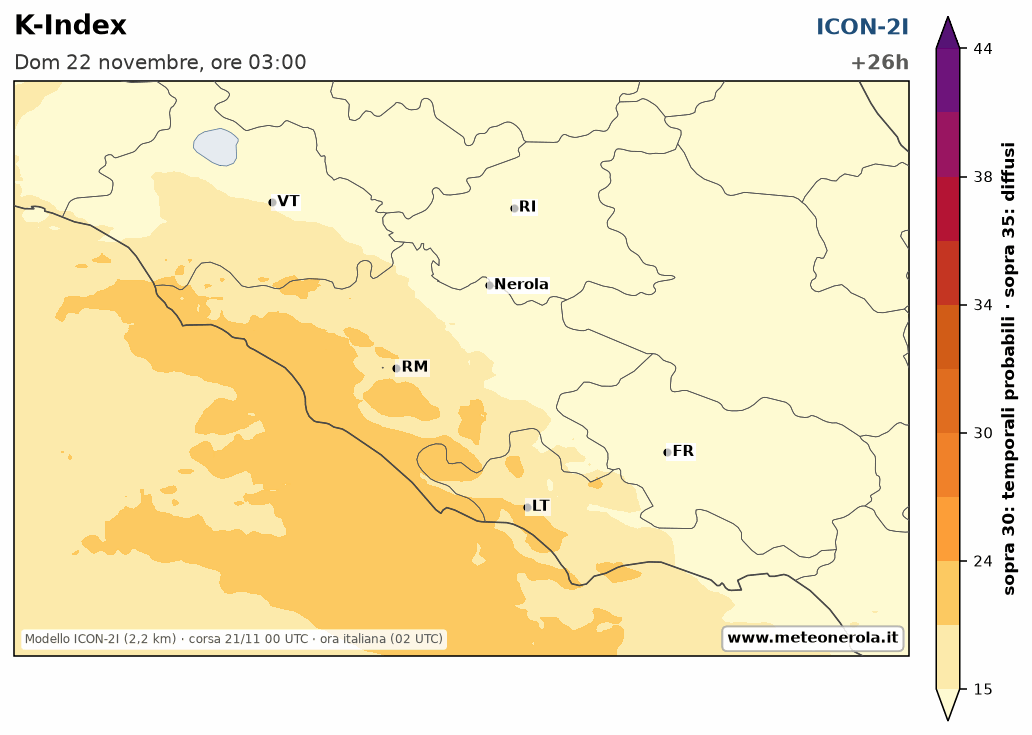 K-Index
ICON-2I
Dom 22 novembre, ore 03:00
+26h
VT
RI
Nerola
RM
FR
LT
Modello ICON-2I (2,2 km) · corsa 21/11 00 UTC · ora italiana (02 UTC)
www.meteonerola.it
44
38
34
30
24
15
sopra 30: temporali probabili · sopra 35: diffusi